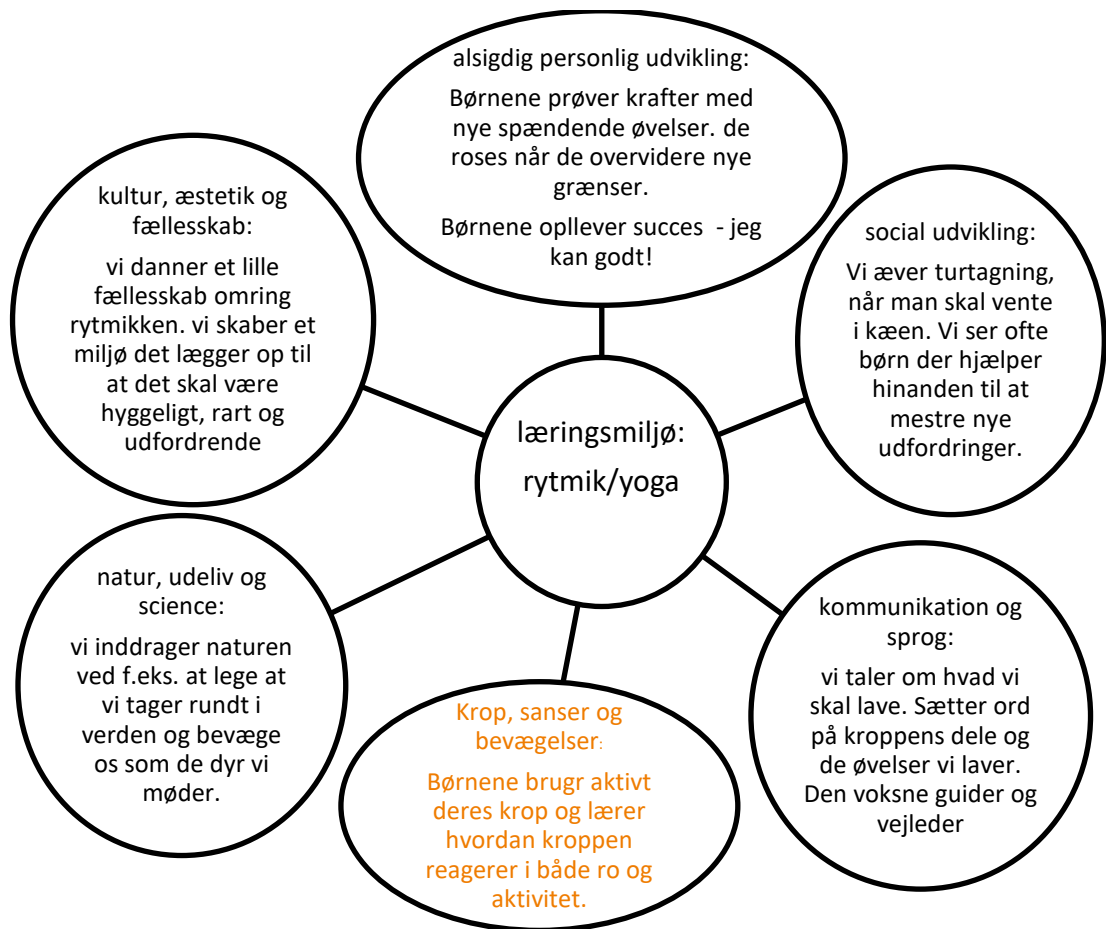 alsigdig personlig udvikling:
Børnene prøver krafter med
nye spændende øvelser. de
roses når de overvidere nye
grænser.
Børnene opllever succes  - jeg
kan godt!
social udvikling:
Vi æver turtagning,
når man skal vente
i kæen. Vi ser ofte
børn der hjælper
hinanden til at
mestre nye
udfordringer.
kommunikation og
sprog:
vi taler om hvad vi
skal lave. Sætter ord
på kroppens dele og
de øvelser vi laver.
Den voksne guider og
vejleder
Krop, sanser og
bevægelser:
Børnene brugr aktivt
deres krop og lærer
hvordan kroppen
reagerer i både ro og
aktivitet.
natur, udeliv og
science:
vi inddrager naturen
ved f.eks. at lege at
vi tager rundt i
verden og bevæge
os som de dyr vi
møder.
kultur, æstetik og
fællesskab:
vi danner et lille
fællesskab omring
rytmikken. vi skaber et
miljø det lægger op til
at det skal være
hyggeligt, rart og
udfordrende
læringsmiljø:
rytmik/yoga